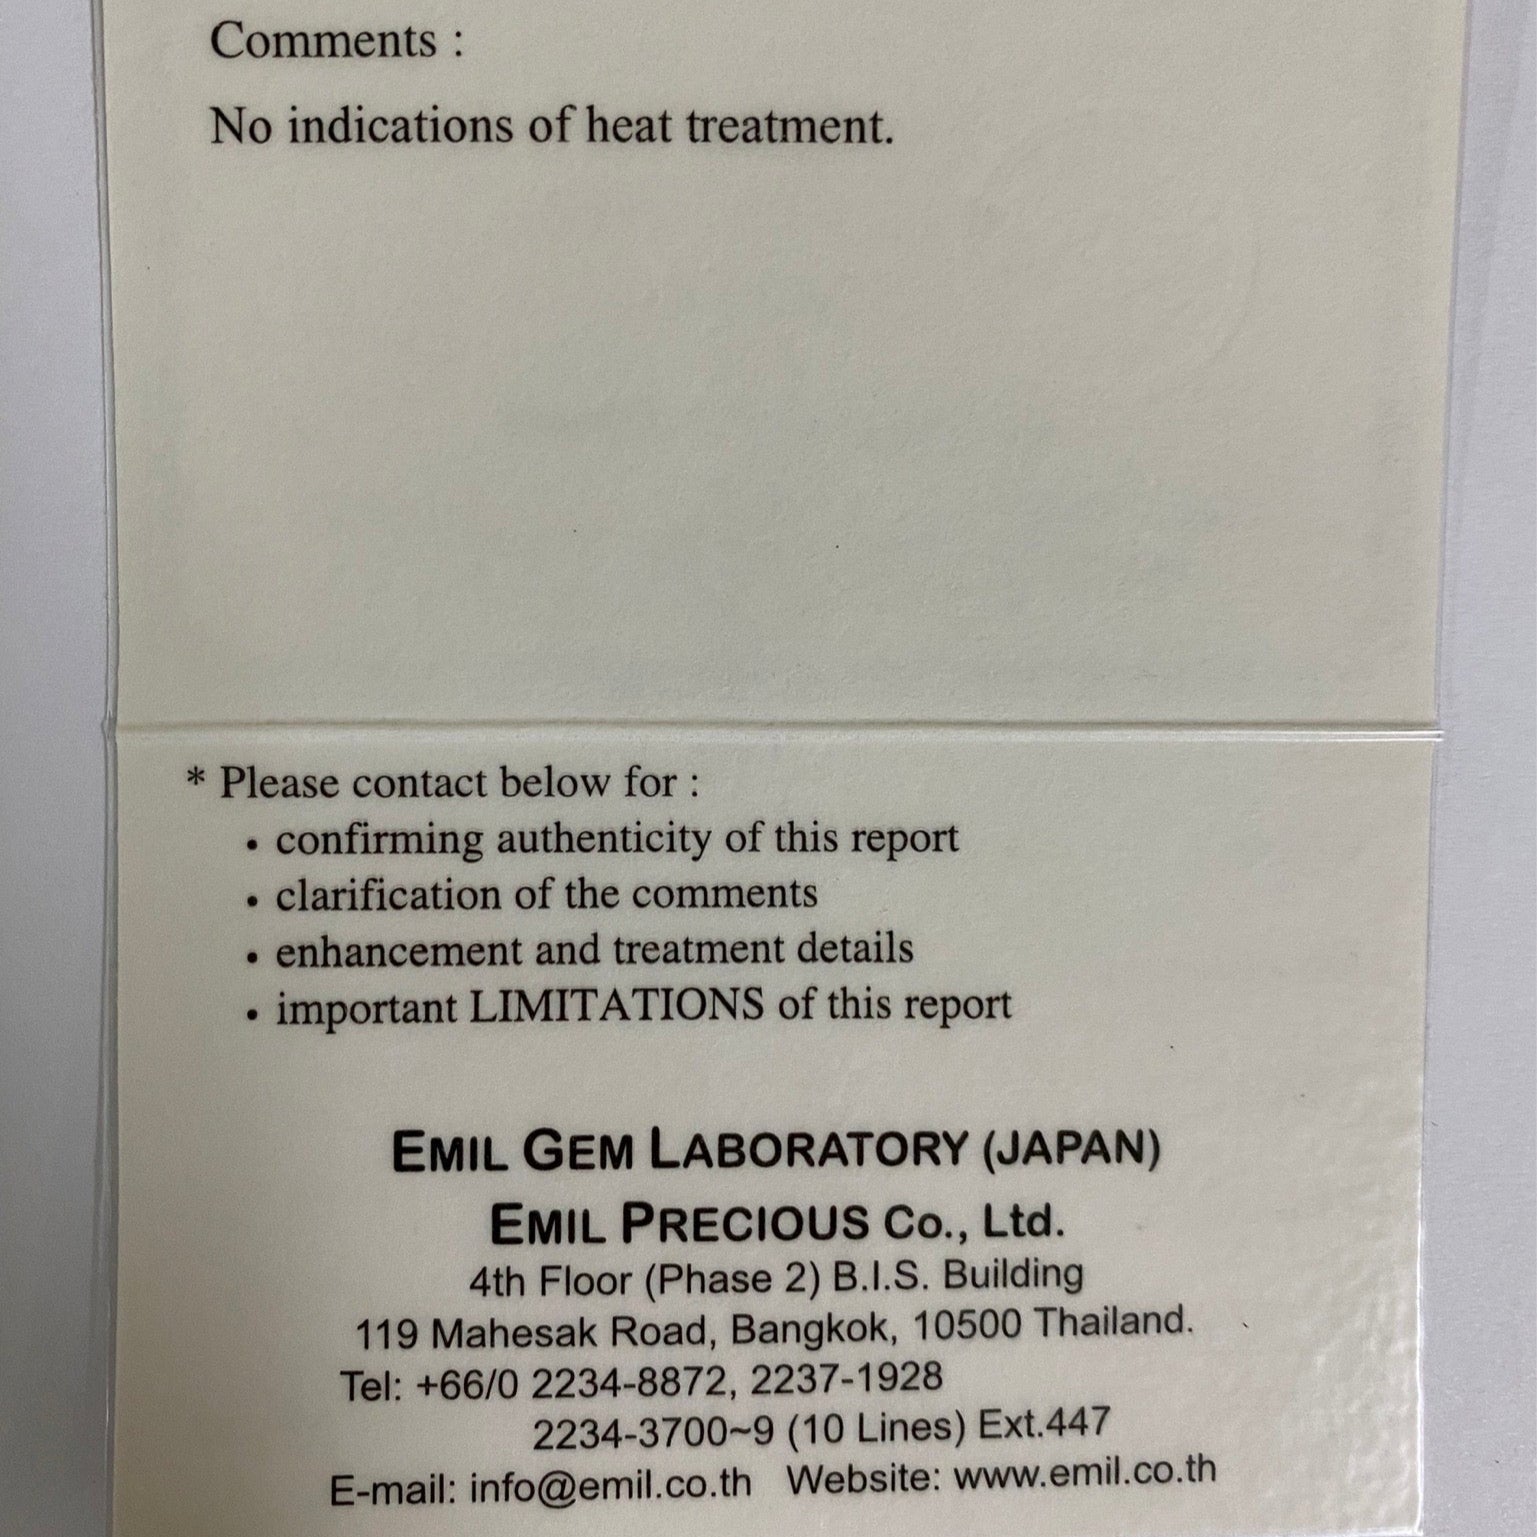 Comments :
No indications of heat treatment.
* Please contact below for :
• confirming authenticity of this report
• clarification of the comments
• enhancement and treatment details
• important LIMITATIONS of this report
EMIL GEM LABORATORY (JAPAN)
EMIL PRECIOUS Co., Ltd.
4th Floor (Phase 2) B.I.S. Building
119 Mahesak Road, Bangkok, 10500 Thailand.
Tel: +66/0 2234-8872, 2237-1928
2234-3700~9 (10 Lines) Ext.447
E-mail: info@emil.co.th Website: www.emil.co.th